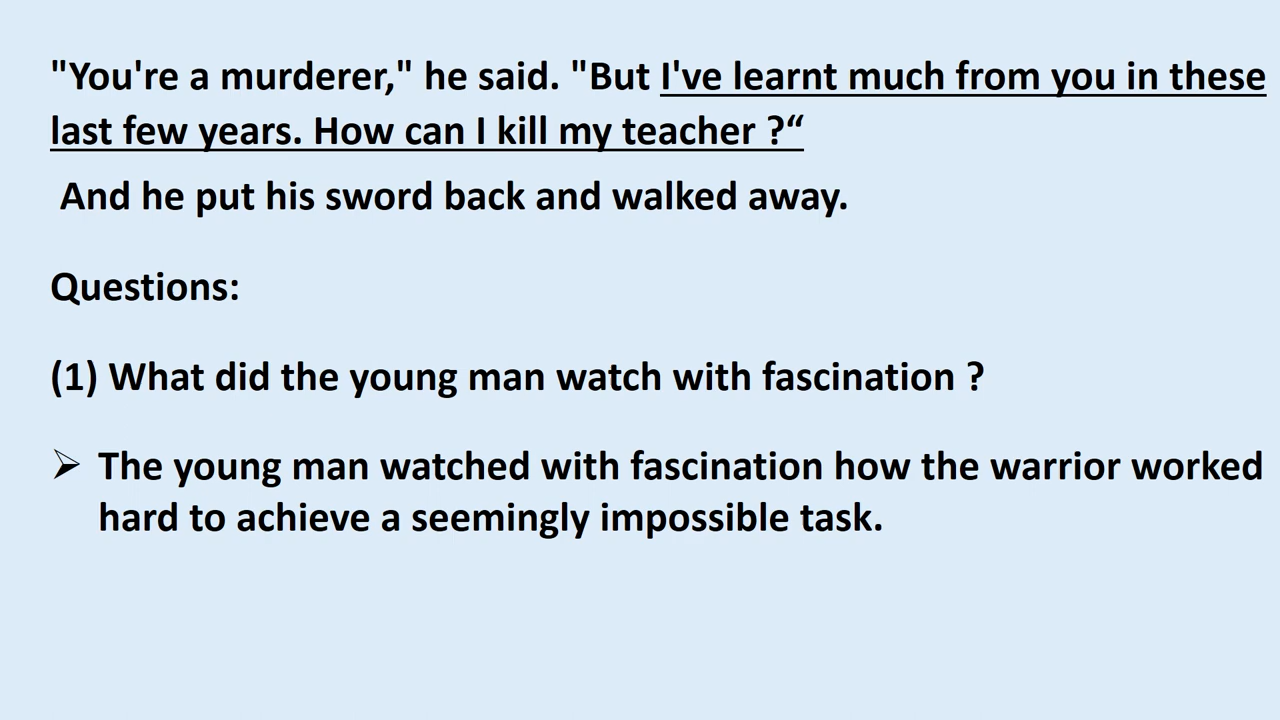 "You're a murderer," he said. "But I've learnt much from you in these
last few years. How can I kill my teacher ?“
And he put his sword back and walked away.
Questions:
(1) What did the young man watch with fascination ?
➢ The young man watched with fascination how the warrior worked
hard to achieve a seemingly impossible task.